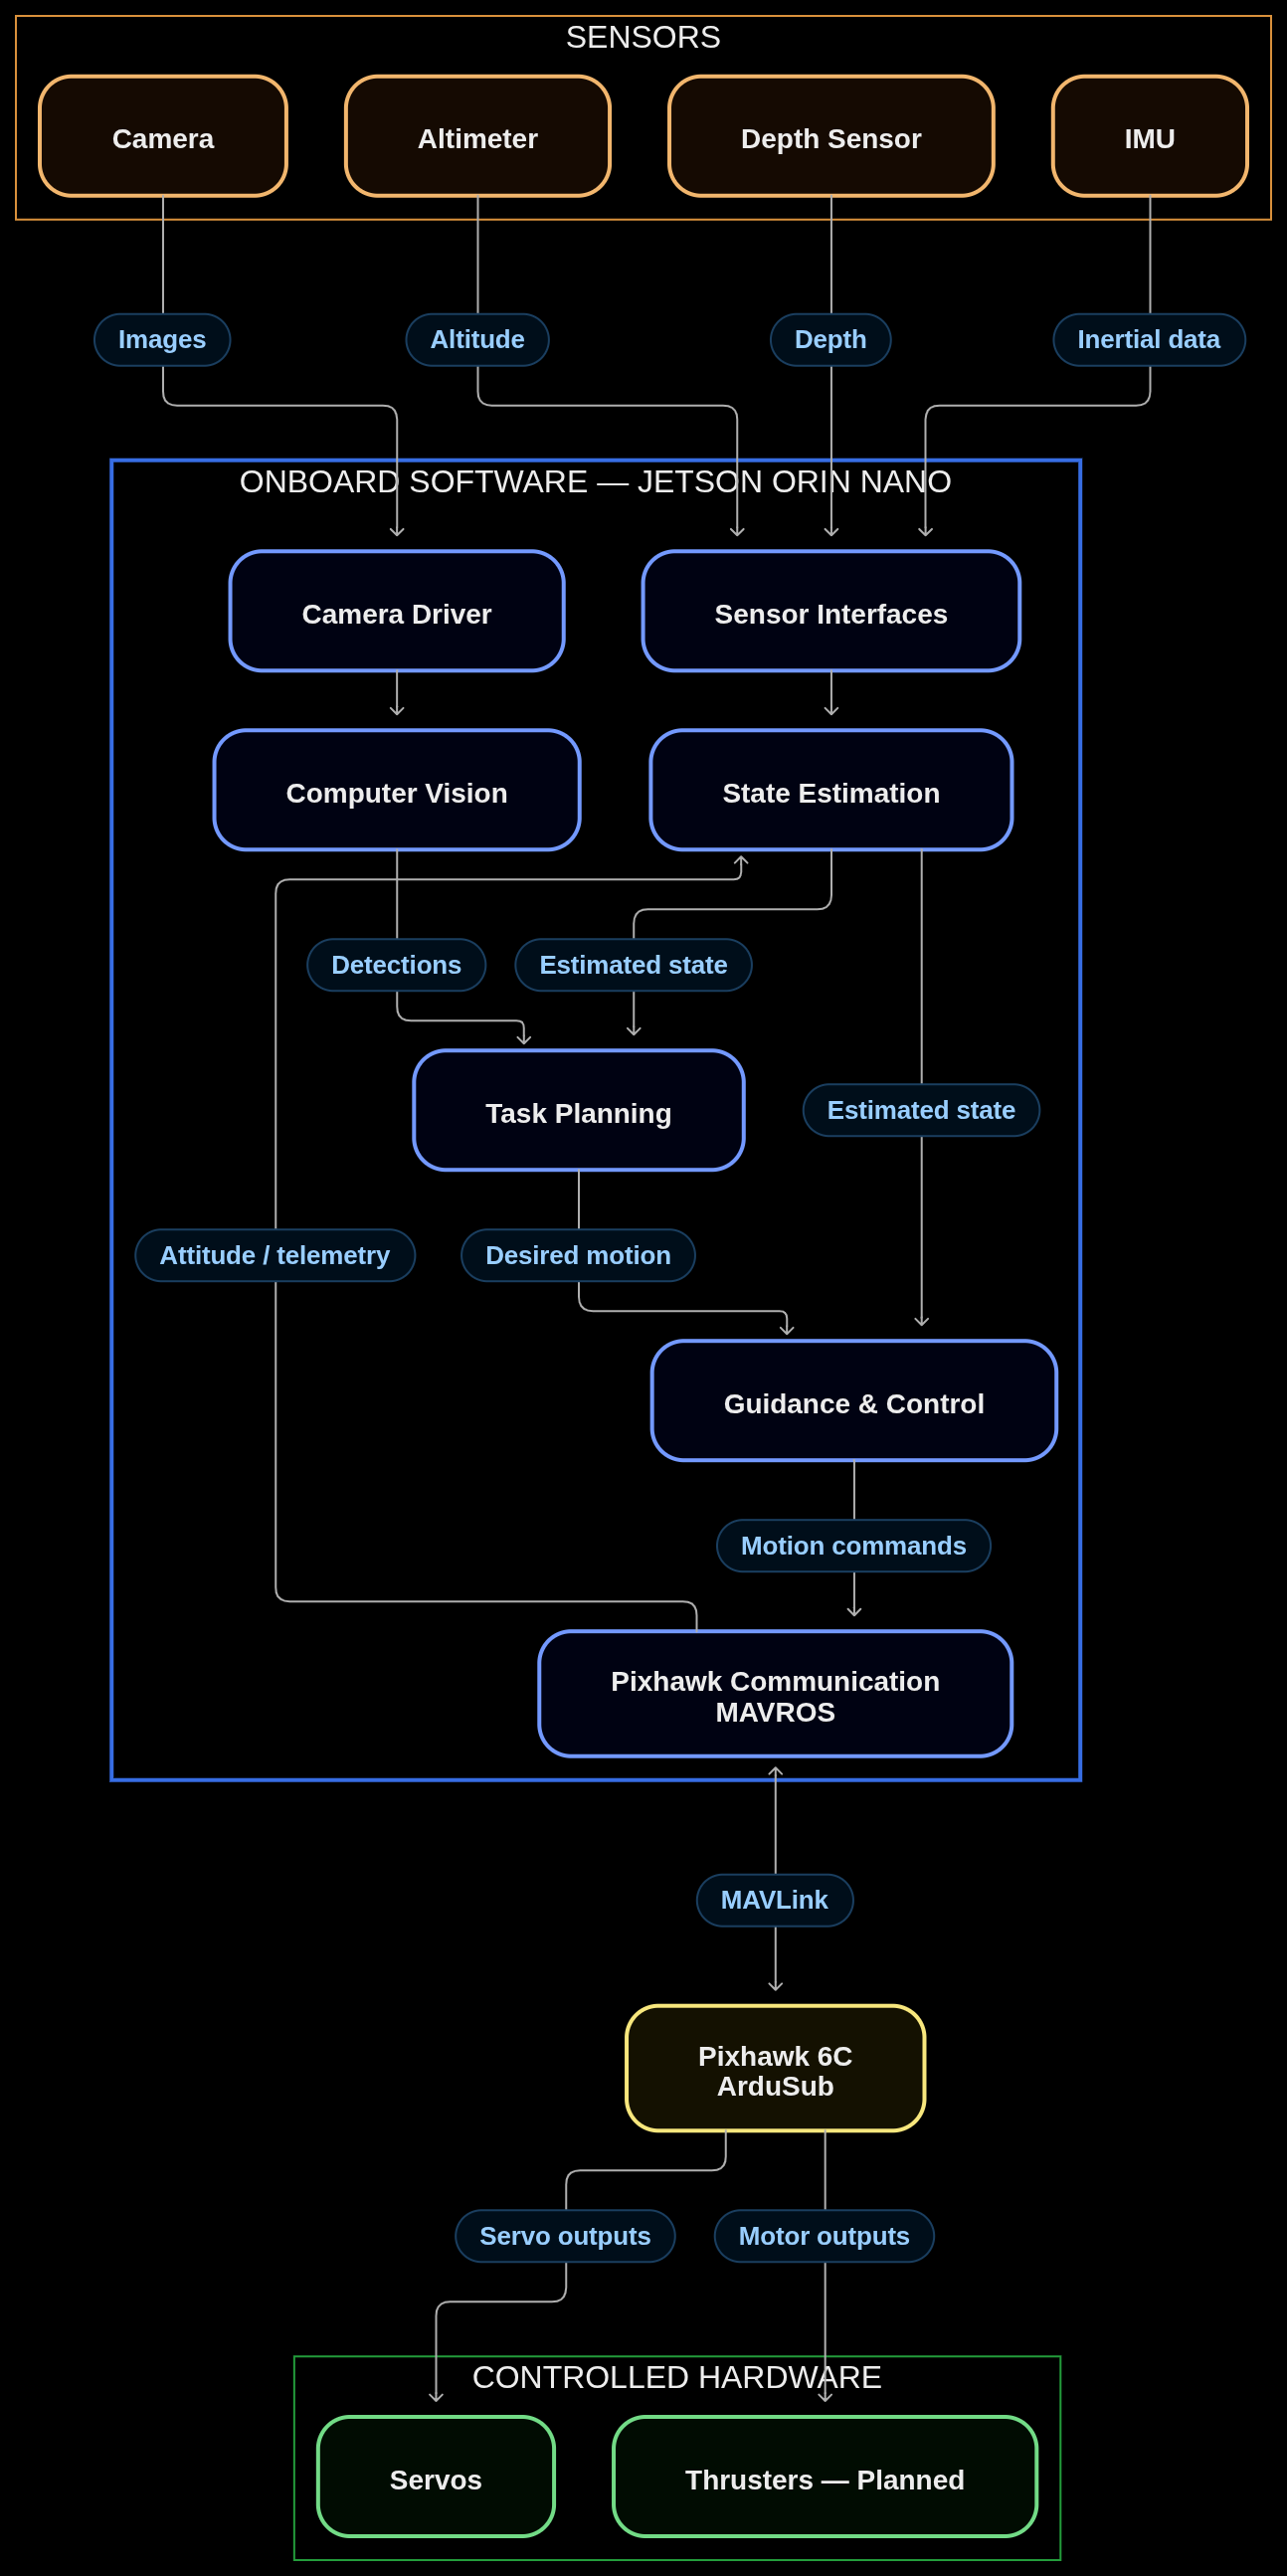 SENSORS
Camera
Altimeter
Depth Sensor
IMU
Images
Altitude
Depth
Inertial data
ONBOARD SOFTWARE — JETSON ORIN NANO
Camera Driver
Sensor Interfaces
Computer Vision
State Estimation
Detections
Estimated state
Task Planning
Estimated state
Attitude / telemetry
Desired motion
Guidance & Control
Motion commands
Pixhawk Communication
MAVROS
MAVLink
Pixhawk 6C
ArduSub
Servo outputs
Motor outputs
CONTROLLED HARDWARE
Servos
Thrusters — Planned